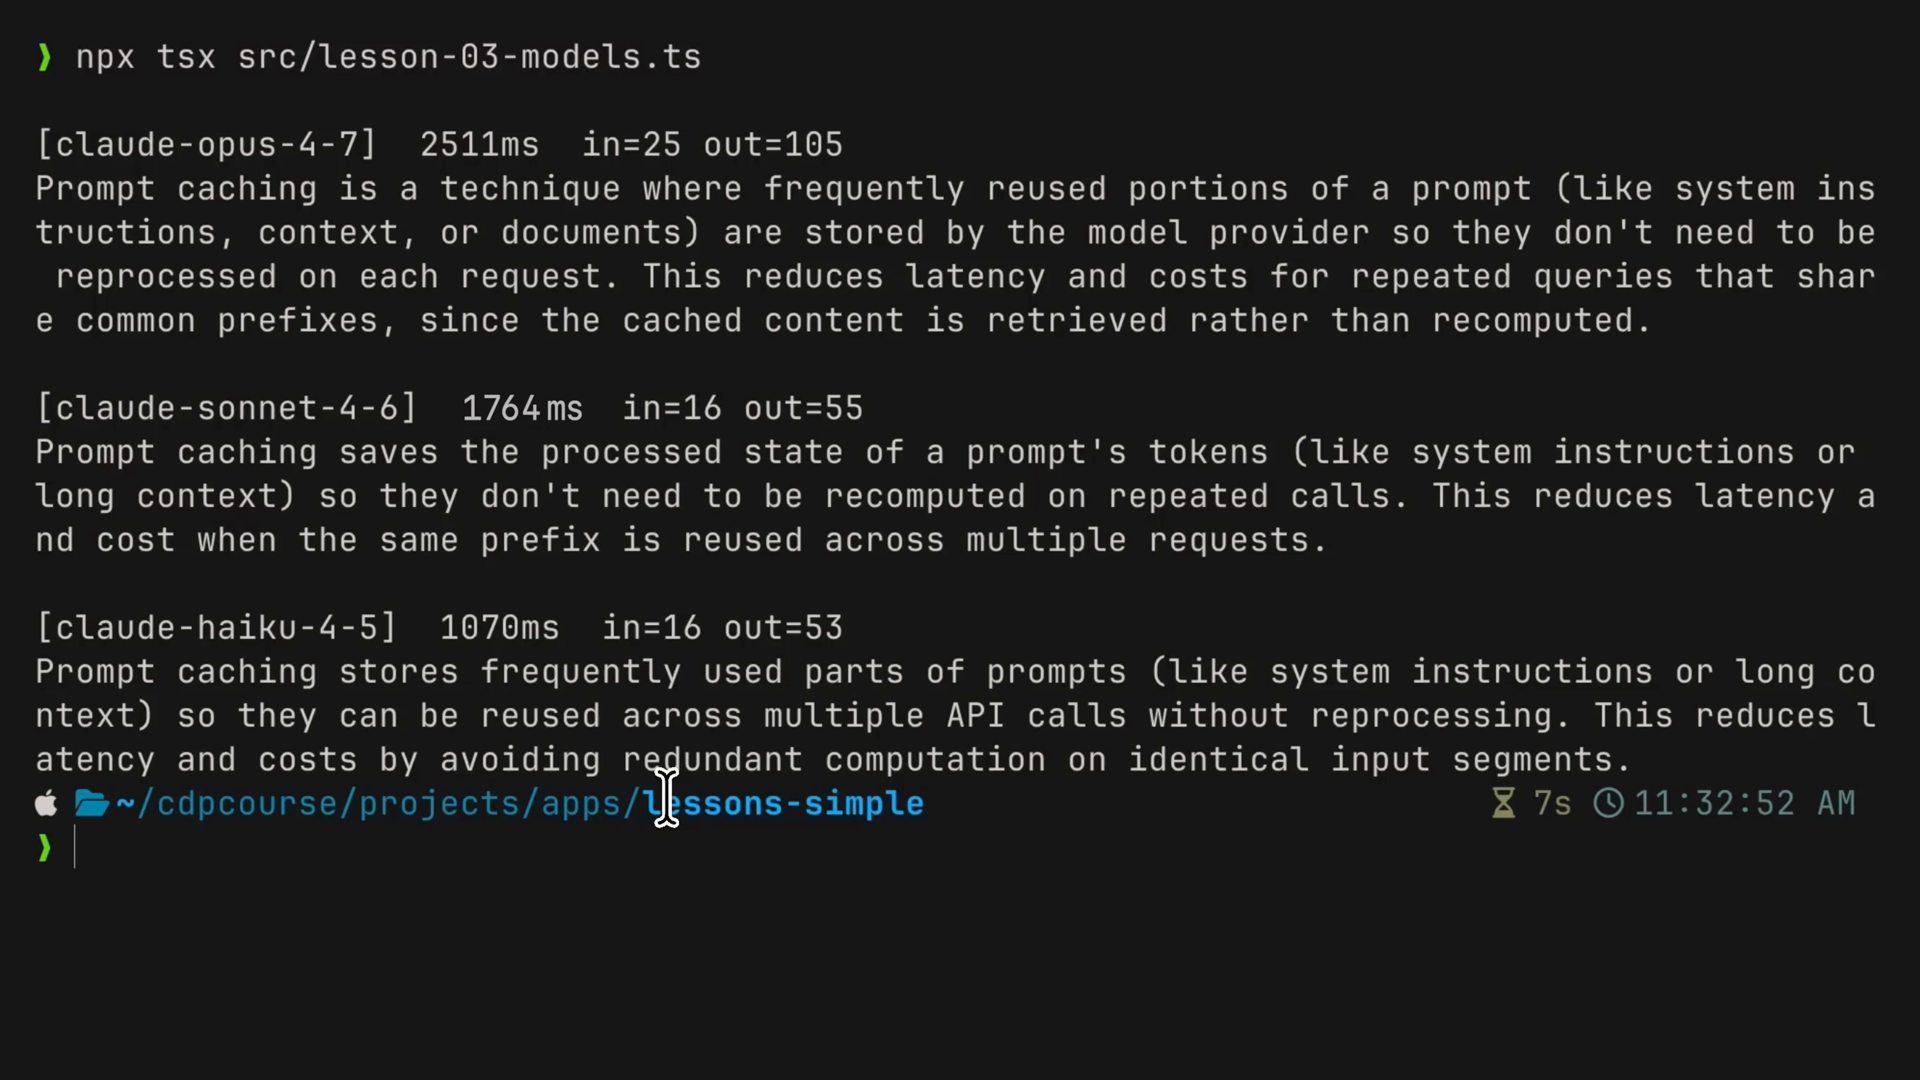 ❯ npx tsx src/lesson-03-models.ts
[claude-opus-4-7]  2511ms  in=25 out=105
Prompt caching is a technique where frequently reused portions of a prompt (like system ins
tructions, context, or documents) are stored by the model provider so they don't need to be
 reprocessed on each request. This reduces latency and costs for repeated queries that shar
e common prefixes, since the cached content is retrieved rather than recomputed.
[claude-sonnet-4-6]  1764ms  in=16 out=55
Prompt caching saves the processed state of a prompt's tokens (like system instructions or
long context) so they don't need to be recomputed on repeated calls. This reduces latency a
nd cost when the same prefix is reused across multiple requests.
[claude-haiku-4-5]  1070ms  in=16 out=53
Prompt caching stores frequently used parts of prompts (like system instructions or long co
ntext) so they can be reused across multiple API calls without reprocessing. This reduces l
atency and costs by avoiding redundant computation on identical input segments.
~/cdpcourse/projects/apps/lessons-simple 7s 11:32:52 AM
❯